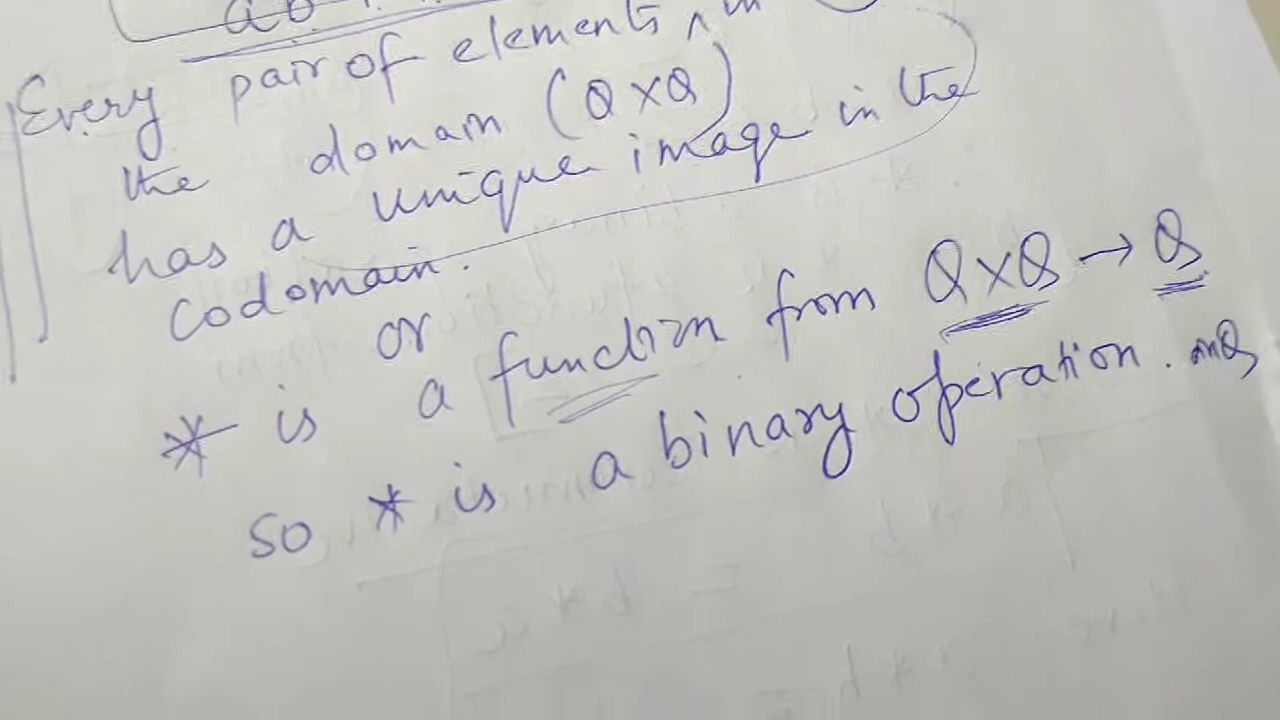 ab
Every pair of elements ^ in
the domain (Q×Q)
has a unique image in the
codomain.
or
* is a function from Q×Q → Q
so * is a binary operation. on Q